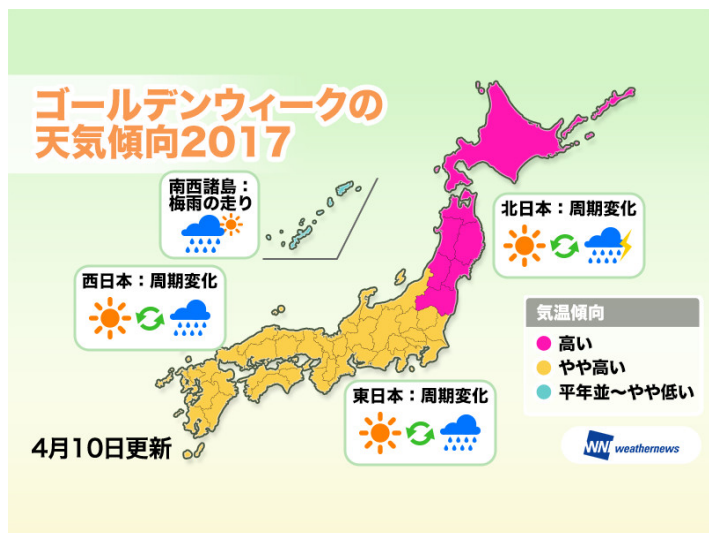 ゴールデンウィークの
天気傾向2017
南西諸島：
梅雨の走り
北日本：周期変化
西日本：周期変化
気温傾向
高い
やや高い
平年並～やや低い
東日本：周期変化
4月10日更新
WNI weathernews